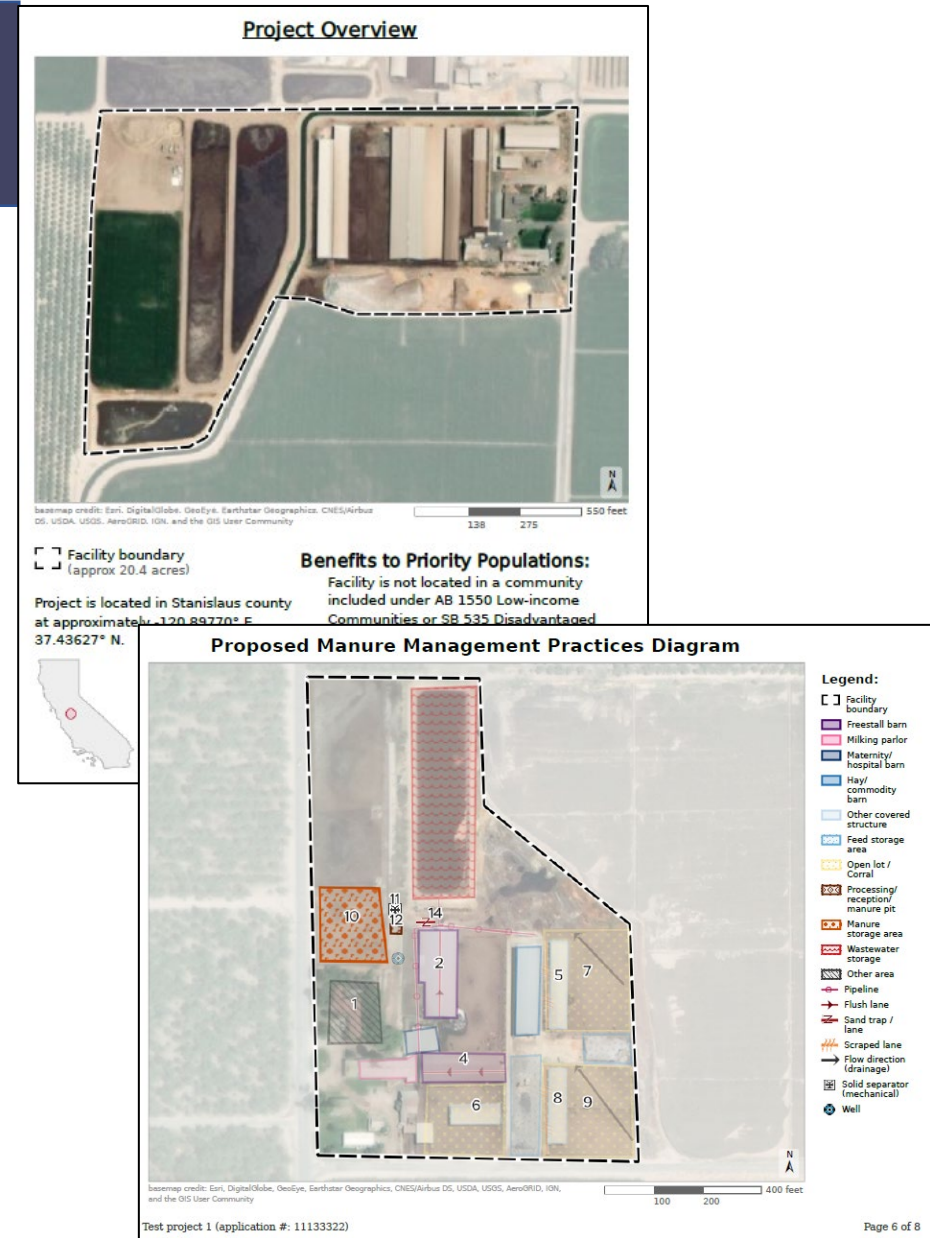 Project Overview
N
basemap credit: Esri, DigitalGlobe, GeoEye, Earthstar Geographics, CNES/Airbus
DS, USDA, USGS, AeroGRID, IGN, and the GIS User Community
550 feet
138 275
Facility boundary
(approx 20.4 acres)
Project is located in Stanislaus county
at approximately -120.89770° E
37.43627° N.
Benefits to Priority Populations:
Facility is not located in a community
included under AB 1550 Low-income
Communities or SB 535 Disadvantaged
Proposed Manure Management Practices Diagram
11
10
12
14
2
5
7
1
4
6
8
9
N
Legend:
Facility
boundary
Freestall barn
Milking parlor
Maternity/
hospital barn
Hay/
commodity
barn
Other covered
structure
Feed storage
area
Open lot /
Corral
Processing/
reception/
manure pit
Manure
storage area
Wastewater
storage
Other area
Pipeline
Flush lane
Sand trap /
lane
Scraped lane
Flow direction
(drainage)
Solid separator
(mechanical)
Well
basemap credit: Esri, DigitalGlobe, GeoEye, Earthstar Geographics, CNES/Airbus DS, USDA, USGS, AeroGRID, IGN,
and the GIS User Community
400 feet
100 200
Test project 1 (application #: 11133322)
Page 6 of 8